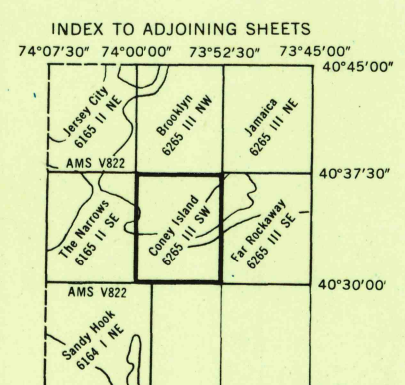 INDEX TO ADJOINING SHEETS
74°07'30" 74°00'00" 73°52'30" 73°45'00"
40°45'00"
Jersey City
6165 II NE
Brooklyn
6265 III NW
Jamaica
6265 III NE
AMS V822
40°37'30"
The Narrows
6165 II SE
Coney Island
6265 III SW
Far Rockaway
6265 III SE
40°30'00'
AMS V822
Sandy Hook
6164 I NE